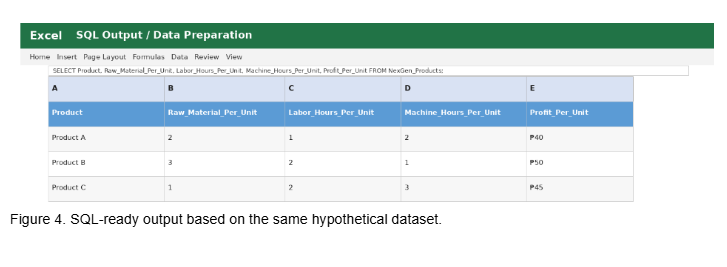 Excel SQL Output / Data Preparation
Home Insert Page Layout Formulas Data Review View
SELECT Product, Raw_Material_Per_Unit, Labor_Hours_Per_Unit, Machine_Hours_Per_Unit, Profit_Per_Unit FROM NexGen_Products;
A B C D E
Product Raw_Material_Per_Unit Labor_Hours_Per_Unit Machine_Hours_Per_Unit Profit_Per_Unit
Product A 2 1 2 ₱40
Product B 3 2 1 ₱50
Product C 1 2 3 ₱45
Figure 4. SQL-ready output based on the same hypothetical dataset.